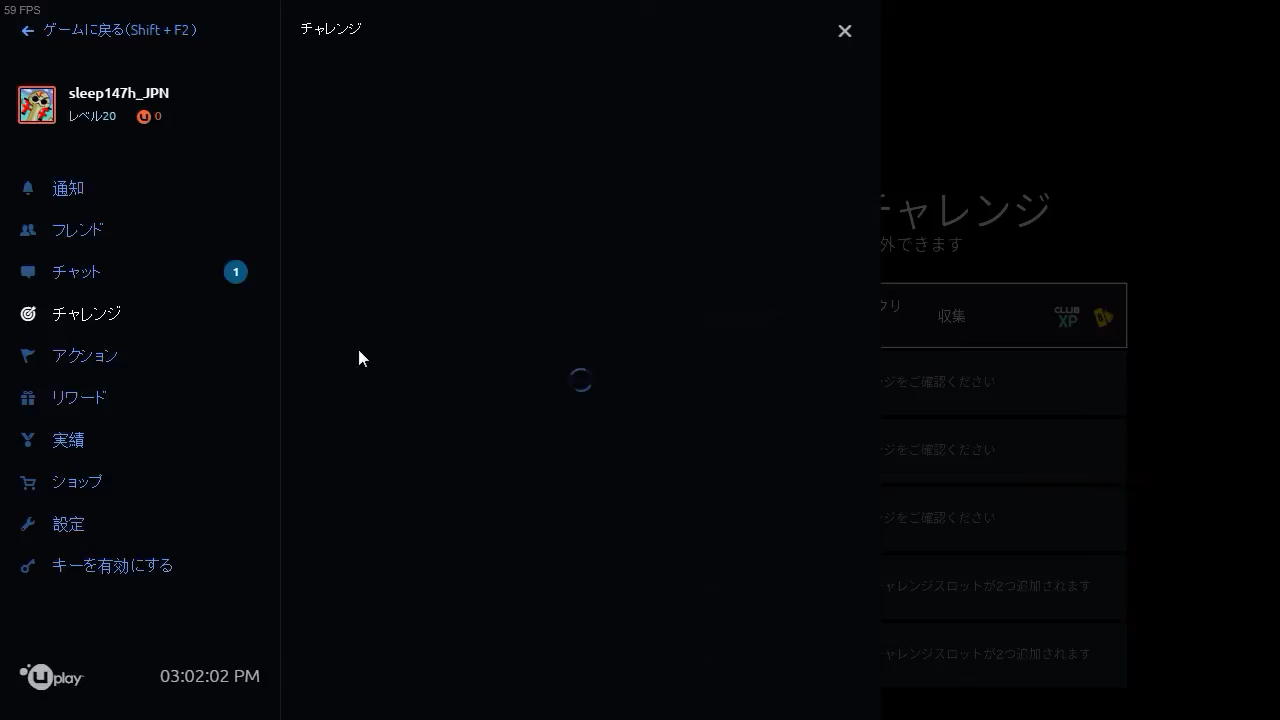 59 FPS
ゲームに戻る(Shift + F2)
チャレンジ
sleep147h_JPN
レベル20
0
通知
フレンド
チャット
1
チャレンジ
アクション
リワード
実績
ショップ
設定
キーを有効にする
uplay
03:02:02 PM
チャレンジ
外できます
クリ
収集
CLUB
XP
ジをご確認ください
ジをご確認ください
ジをご確認ください
ャレンジスロットが2つ追加されます
ャレンジスロットが2つ追加されます